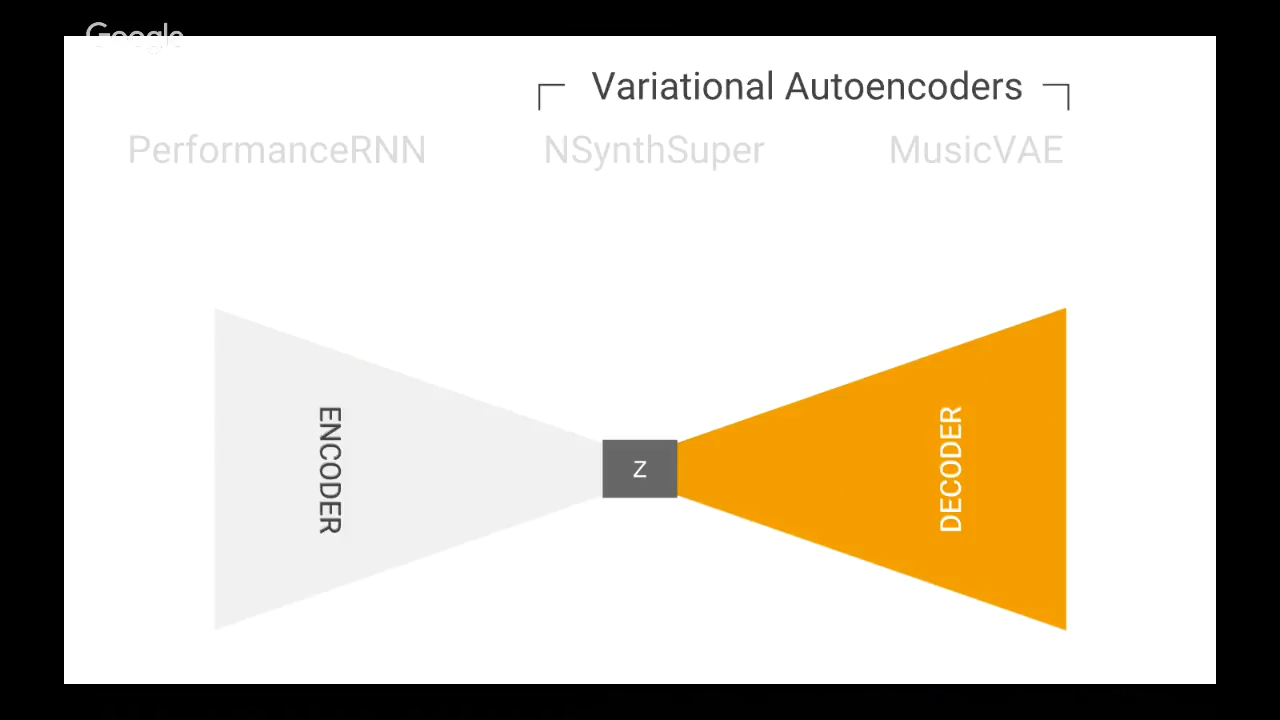 Google
Variational Autoencoders
PerformanceRNN NSynthSuper MusicVAE
ENCODER
Z
DECODER